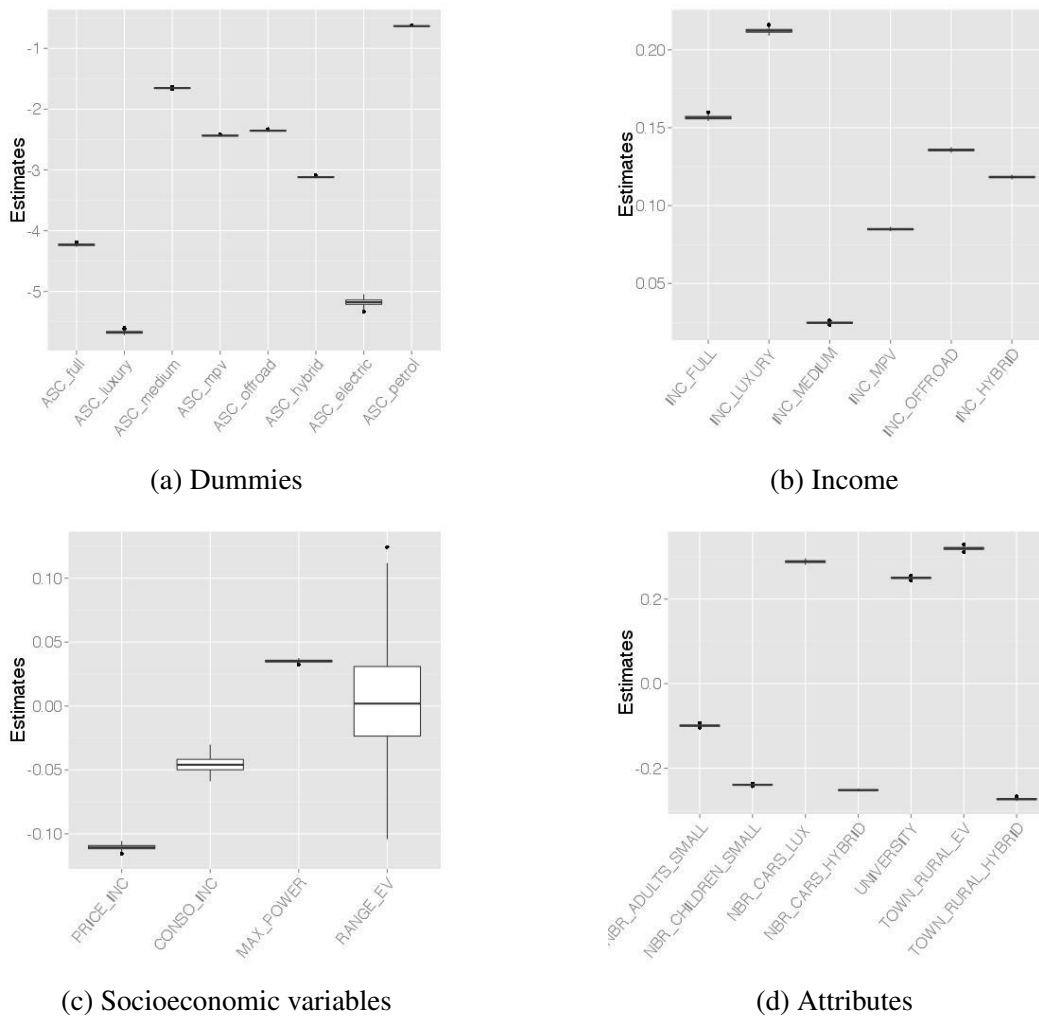 -1
-2
-3
-4
-5
Estimates
ASC_full
ASC_luxury
ASC_medium
ASC_mpv
ASC_offroad
ASC_hybrid
ASC_electric
ASC_petrol
(a) Dummies
0.20
0.15
0.10
0.05
Estimates
INC_FULL
INC_LUXURY
INC_MEDIUM
INC_MPV
INC_OFFROAD
INC_HYBRID
(b) Income
0.10
0.05
0.00
-0.05
-0.10
Estimates
PRICE_INC
CONSO_INC
MAX_POWER
RANGE_EV
(c) Socioeconomic variables
0.2
0.0
-0.2
Estimates
NBR_ADULTS_SMALL
NBR_CHILDREN_SMALL
NBR_CARS_LUX
NBR_CARS_HYBRID
UNIVERSITY
TOWN_RURAL_EV
TOWN_RURAL_HYBRID
(d) Attributes